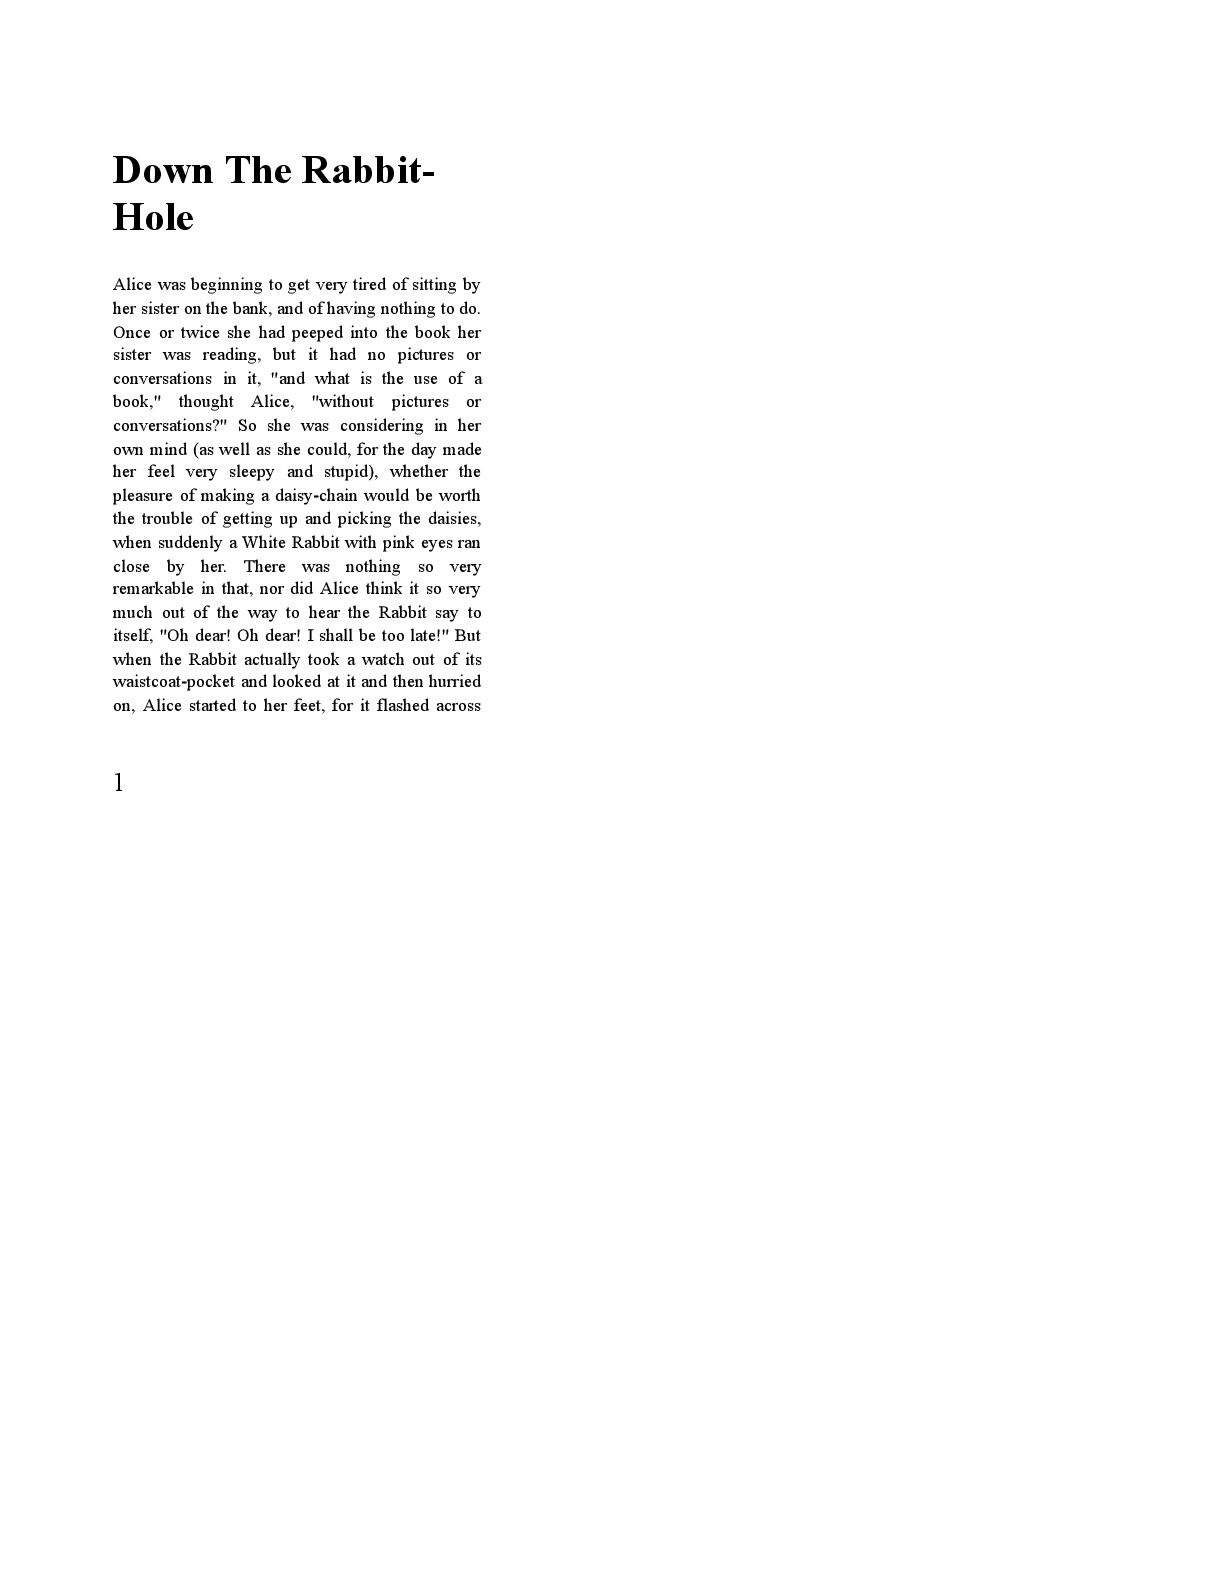 Down The Rabbit-
Hole
Alice was beginning to get very tired of sitting by
her sister on the bank, and of having nothing to do.
Once or twice she had peeped into the book her
sister was reading, but it had no pictures or
conversations in it, "and what is the use of a
book," thought Alice, "without pictures or
conversations?" So she was considering in her
own mind (as well as she could, for the day made
her feel very sleepy and stupid), whether the
pleasure of making a daisy-chain would be worth
the trouble of getting up and picking the daisies,
when suddenly a White Rabbit with pink eyes ran
close by her. There was nothing so very
remarkable in that, nor did Alice think it so very
much out of the way to hear the Rabbit say to
itself, "Oh dear! Oh dear! I shall be too late!" But
when the Rabbit actually took a watch out of its
waistcoat-pocket and looked at it and then hurried
on, Alice started to her feet, for it flashed across
1